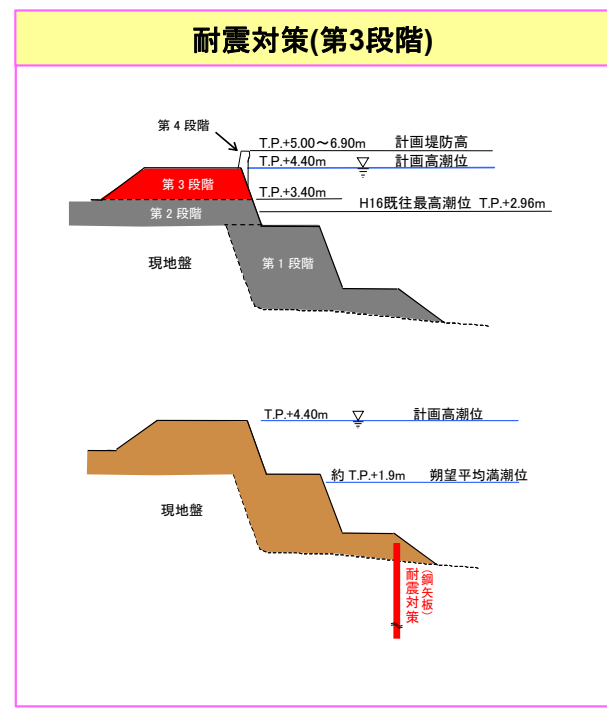 耐震対策(第3段階)
第４段階
T.P.+5.00～6.90m 計画堤防高
T.P.+4.40m 計画高潮位
第３段階
T.P.+3.40m
H16既往最高潮位 T.P.+2.96m
第２段階
現地盤
第１段階
T.P.+4.40m 計画高潮位
約 T.P.+1.9m 朔望平均満潮位
現地盤
耐震対策
（鋼矢板）